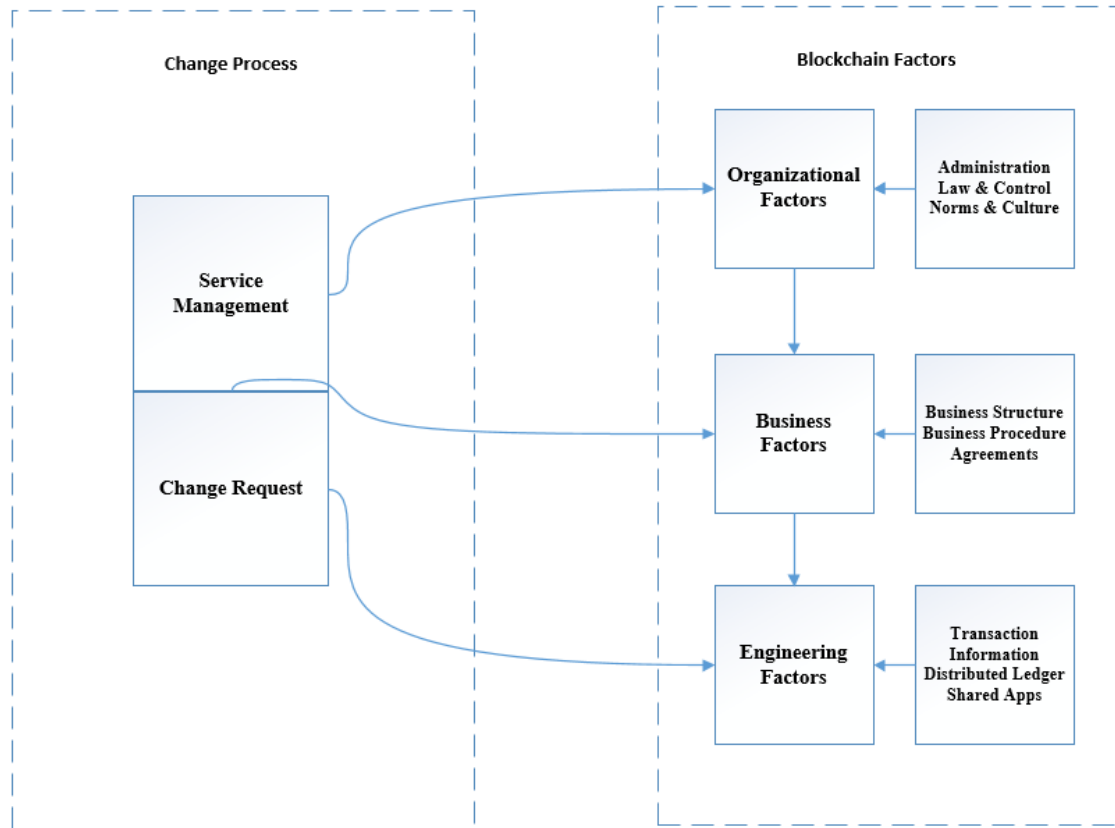 Change Process
Service
Management
Change Request
Blockchain Factors
Organizational
Factors
Administration
Law & Control
Norms & Culture
Business
Factors
Business Structure
Business Procedure
Agreements
Engineering
Factors
Transaction
Information
Distributed Ledger
Shared Apps